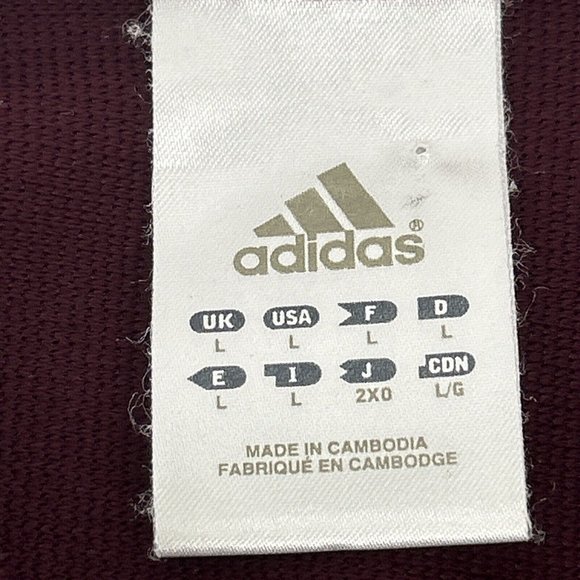 adidas®
UK USA F D
L L L L
E I J CDN
L L 2XO L/G
MADE IN CAMBODIA
FABRIQUÉ EN CAMBODGE